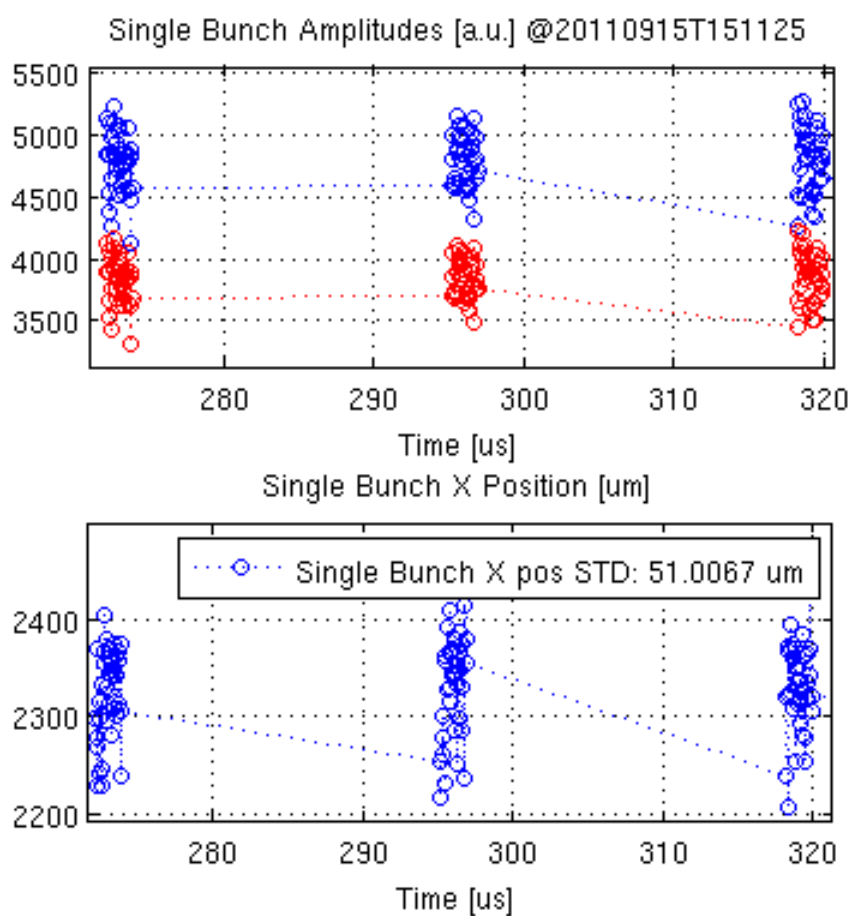 Single Bunch Amplitudes [a.u.] @20110915T151125
5500
5000
4500
4000
3500
280 290 300 310 320
Time [us]
Single Bunch X Position [um]
Single Bunch X pos STD: 51.0067 um
2400
2300
2200
280 290 300 310 320
Time [us]